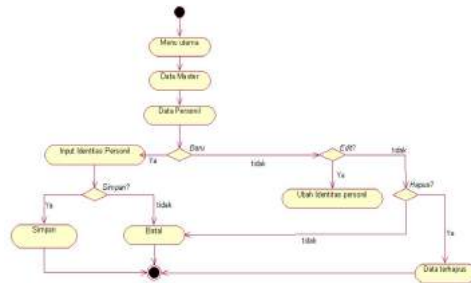 Menu utama
Data Master
Data Personil
Baru
Edit?
tidak
Input Identitas Personil
Ya
tidak
Ya
Simpan?
Ubah Identitas personil
Hapus?
Ya
tidak
Simpan
Batal
tidak
Ya
Data terhapus